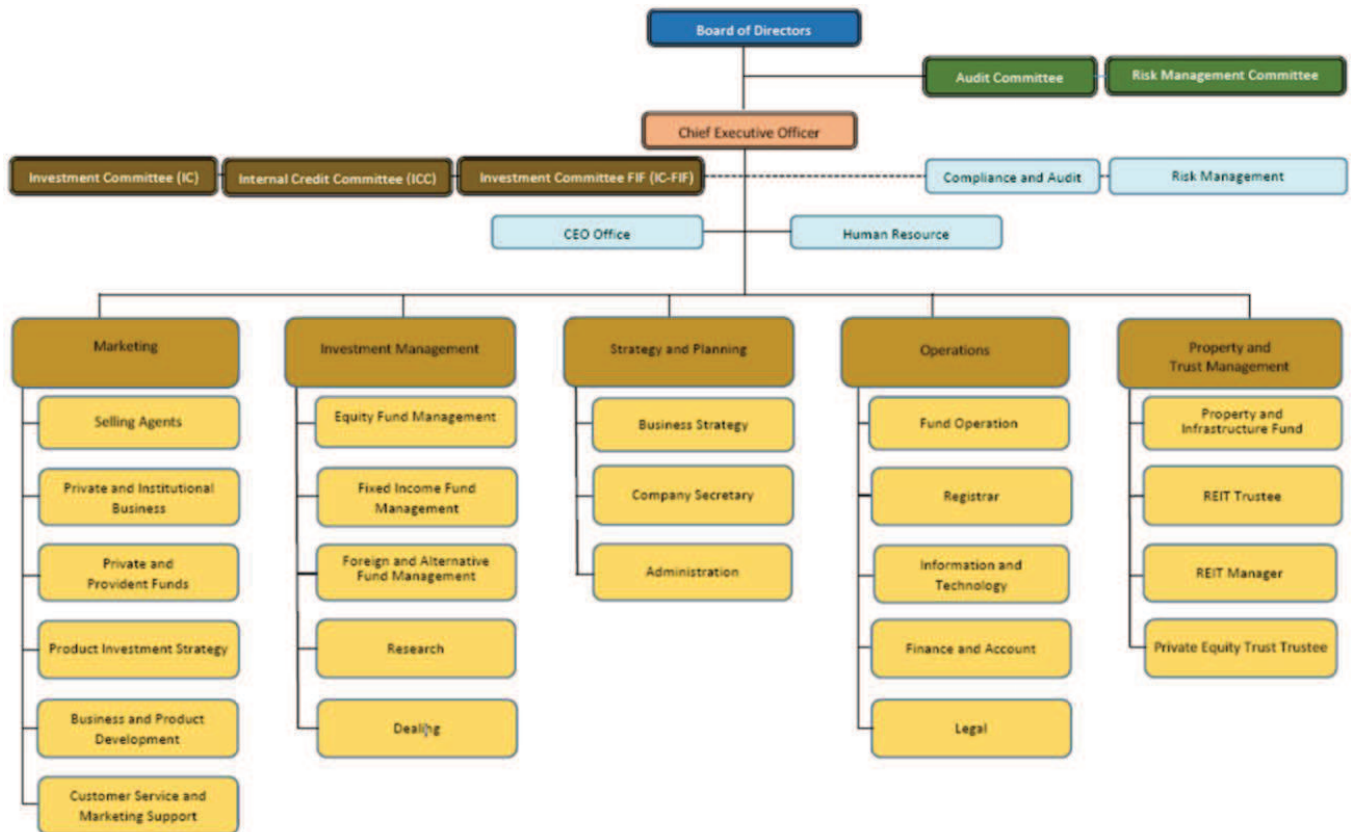 Board of Directors
Audit Committee
Risk Management Committee
Chief Executive Officer
Investment Committee (IC)
Internal Credit Committee (ICC)
Investment Committee FIF (IC-FIF)
Compliance and Audit
Risk Management
CEO Office
Human Resource
Marketing
Investment Management
Strategy and Planning
Operations
Property and
Trust Management
Selling Agents
Private and Institutional
Business
Private and
Provident Funds
Product Investment Strategy
Business and Product
Development
Customer Service and
Marketing Support
Equity Fund Management
Fixed Income Fund
Management
Foreign and Alternative
Fund Management
Research
Dealing
Business Strategy
Company Secretary
Administration
Fund Operation
Registrar
Information and
Technology
Finance and Account
Legal
Property and
Infrastructure Fund
REIT Trustee
REIT Manager
Private Equity Trust Trustee